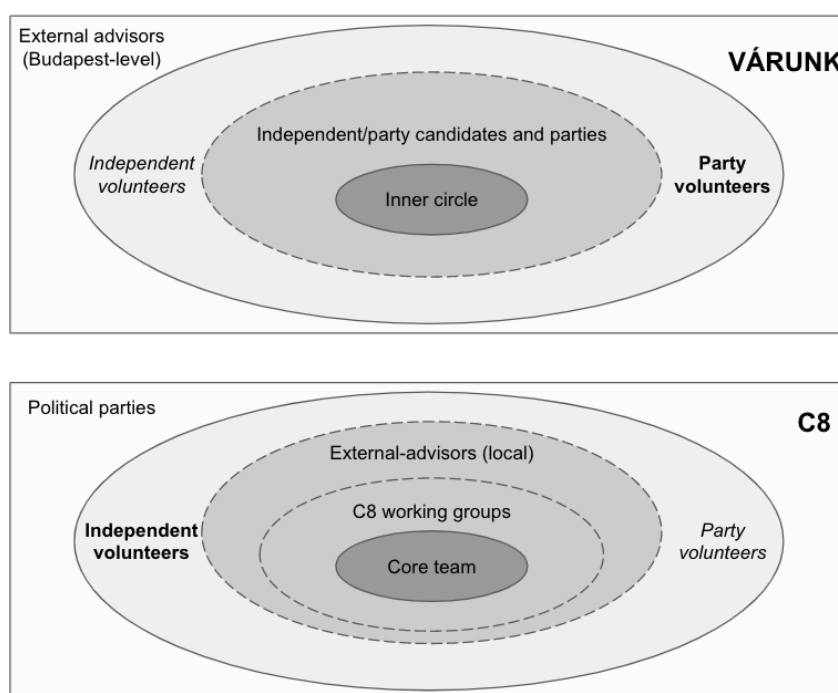 External advisors
(Budapest-level)
VÁRUNK
Independent/party candidates and parties
Independent
volunteers
Party
volunteers
Inner circle
Political parties
C8
External-advisors (local)
C8 working groups
Independent
volunteers
Party
volunteers
Core team